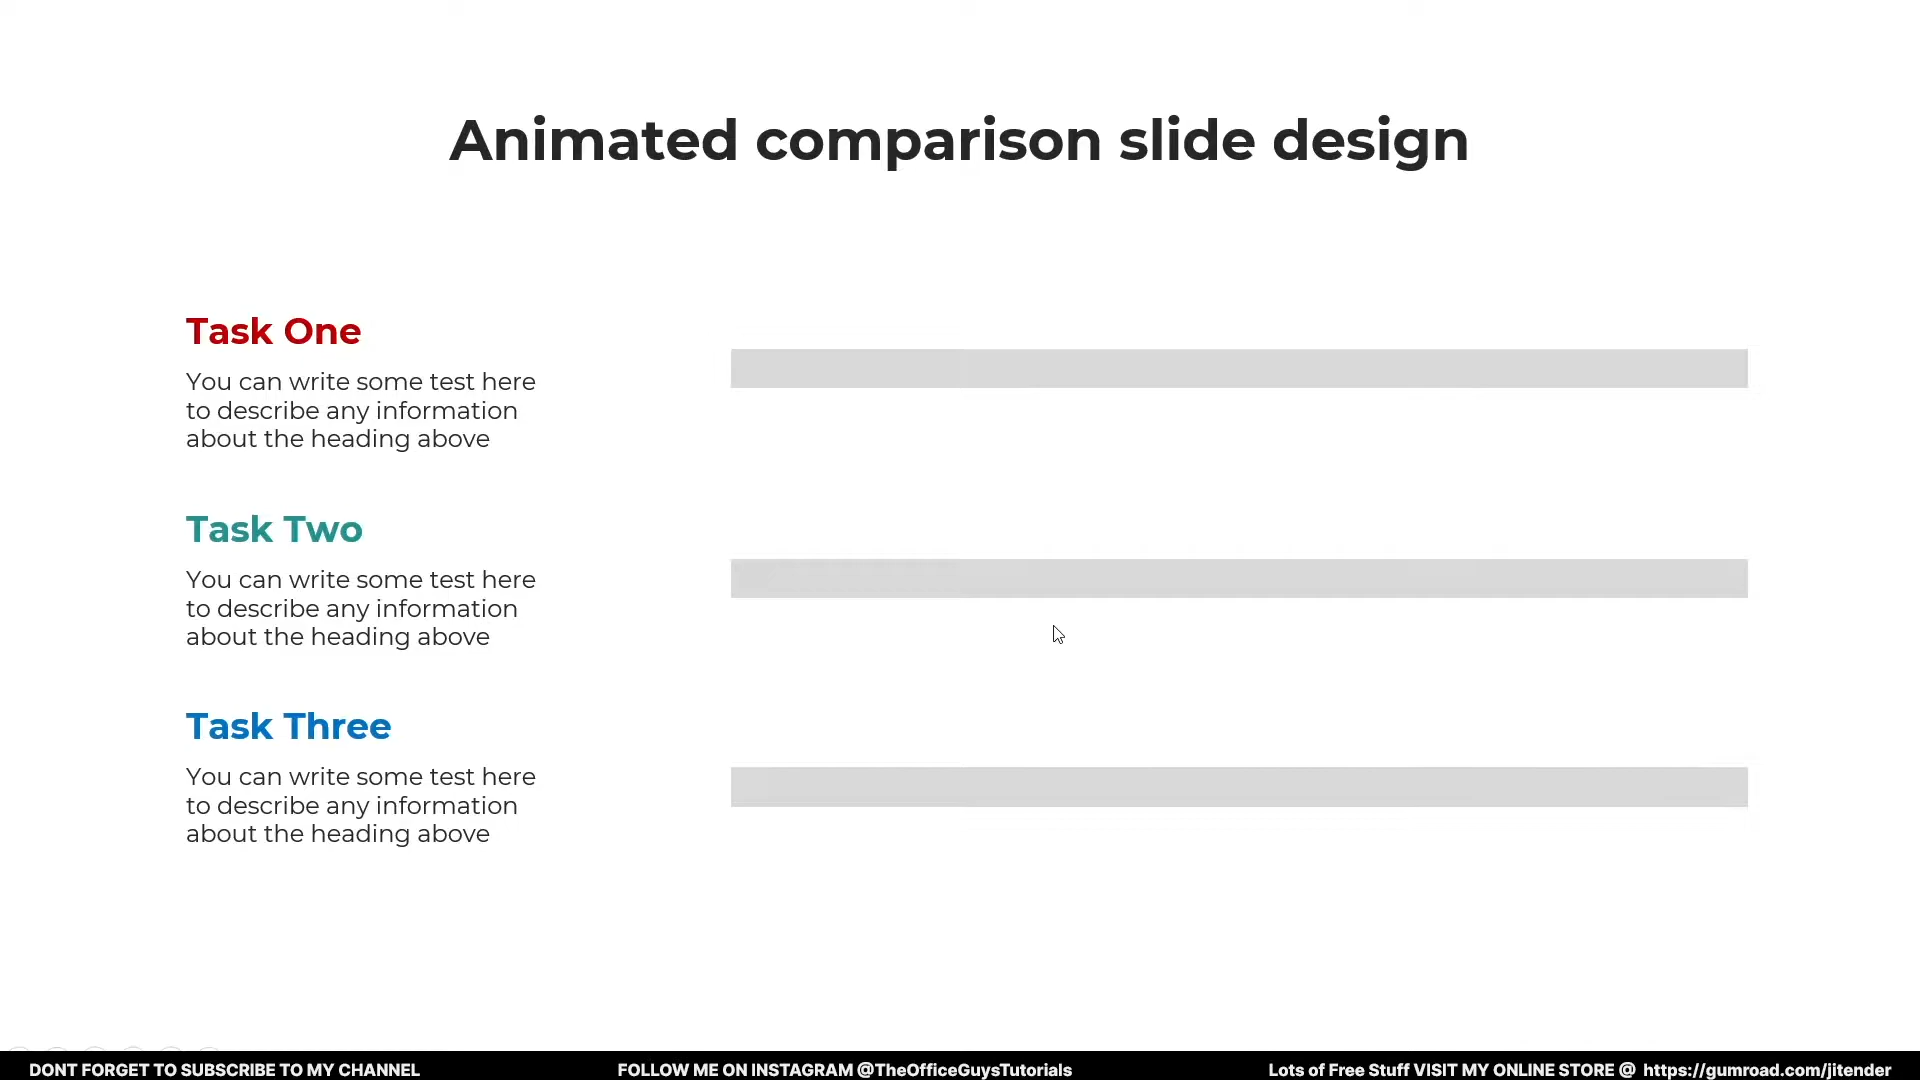 Animated comparison slide design
Task One
You can write some test here
to describe any information
about the heading above
Task Two
You can write some test here
to describe any information
about the heading above
Task Three
You can write some test here
to describe any information
about the heading above
DONT FORGET TO SUBSCRIBE TO MY CHANNEL
FOLLOW ME ON INSTAGRAM @TheOfficeGuysTutorials
Lots of Free Stuff VISIT MY ONLINE STORE @ https://gumroad.com/jitender